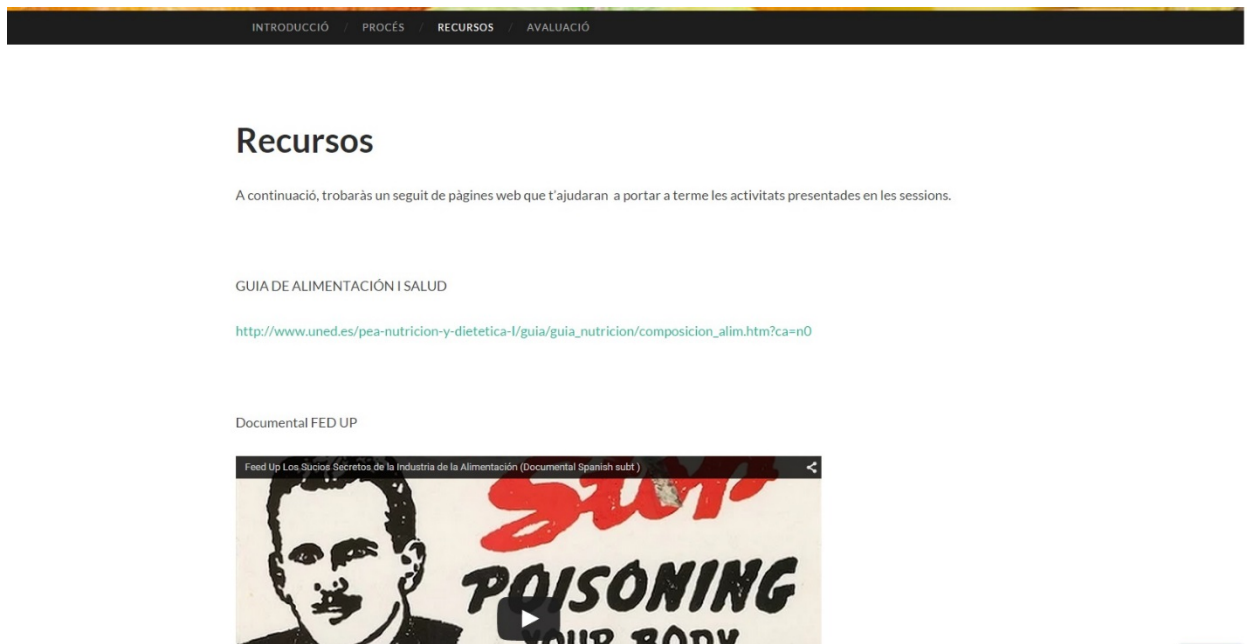 INTRODUCCIÓ / PROCÉS / RECURSOS / AVALUACIÓ
Recursos
A continuació, trobaràs un seguit de pàgines web que t'ajudaran a portar a terme les activitats presentades en les sessions.
GUIA DE ALIMENTACIÓN I SALUD
http://www.uned.es/pea-nutricion-y-dietetica-I/guia/guia_nutricion/composicion_alim.htm?ca=n0
Documental FED UP
Feed Up Los Sucios Secretos de la Industria de la Alimentación (Documental Spanish subt )
Stop
POISONING
YOUR BODY